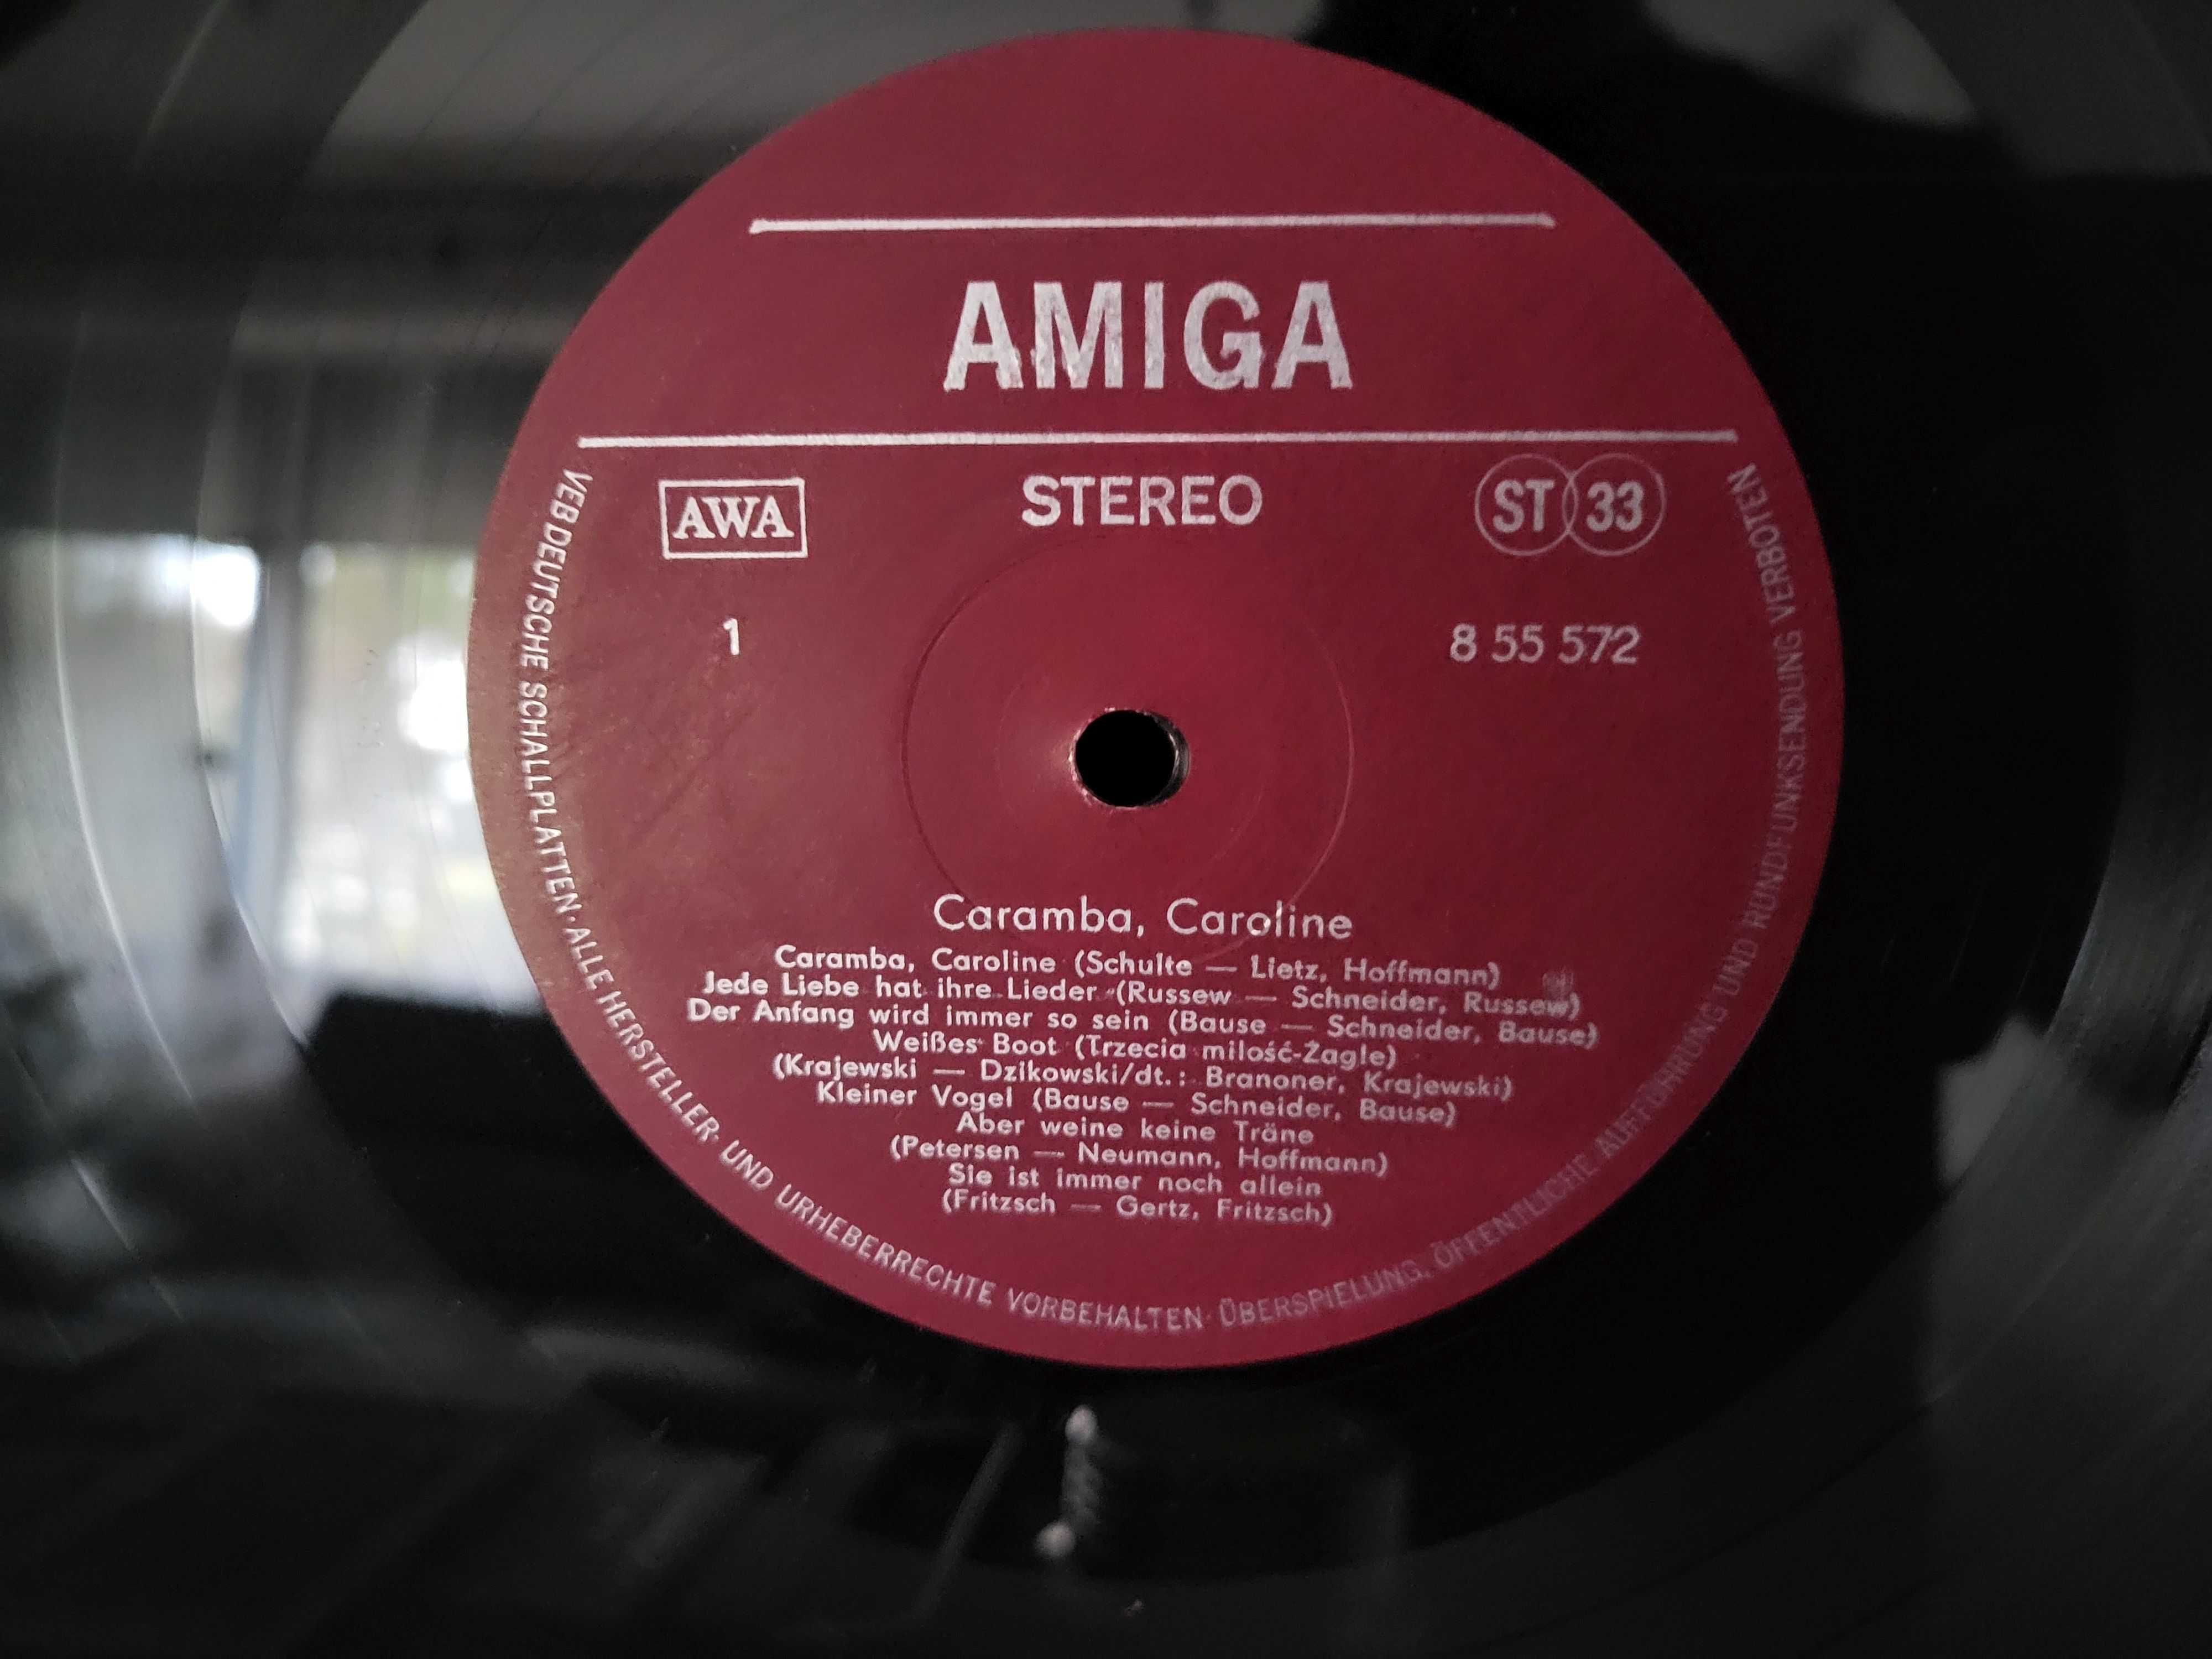 AMIGA
AWA
STEREO
ST 33
1
8 55 572
Caramba, Caroline
Caramba, Caroline (Schulte — Lietz, Hoffmann)
Jede Liebe hat ihre Lieder (Russew — Schneider, Russew)
Der Anfang wird immer so sein (Bause — Schneider, Bause)
Weißes Boot (Trzecia miłość-Żagle)
(Krajewski — Dzikowski/dt.: Branoner, Krajewski)
Kleiner Vogel (Bause — Schneider, Bause)
Aber weine keine Träne
(Petersen — Neumann, Hoffmann)
Sie ist immer noch allein
(Fritzsch — Gertz, Fritzsch)
VEB DEUTSCHE SCHALLPLATTEN · ALLE HERSTELLER- UND URHEBERRECHTE VORBEHALTEN · ÜBERSPIELUNG, ÖFFENTLICHE AUFFÜHRUNG UND RUNDFUNKSENDUNG VERBOTEN